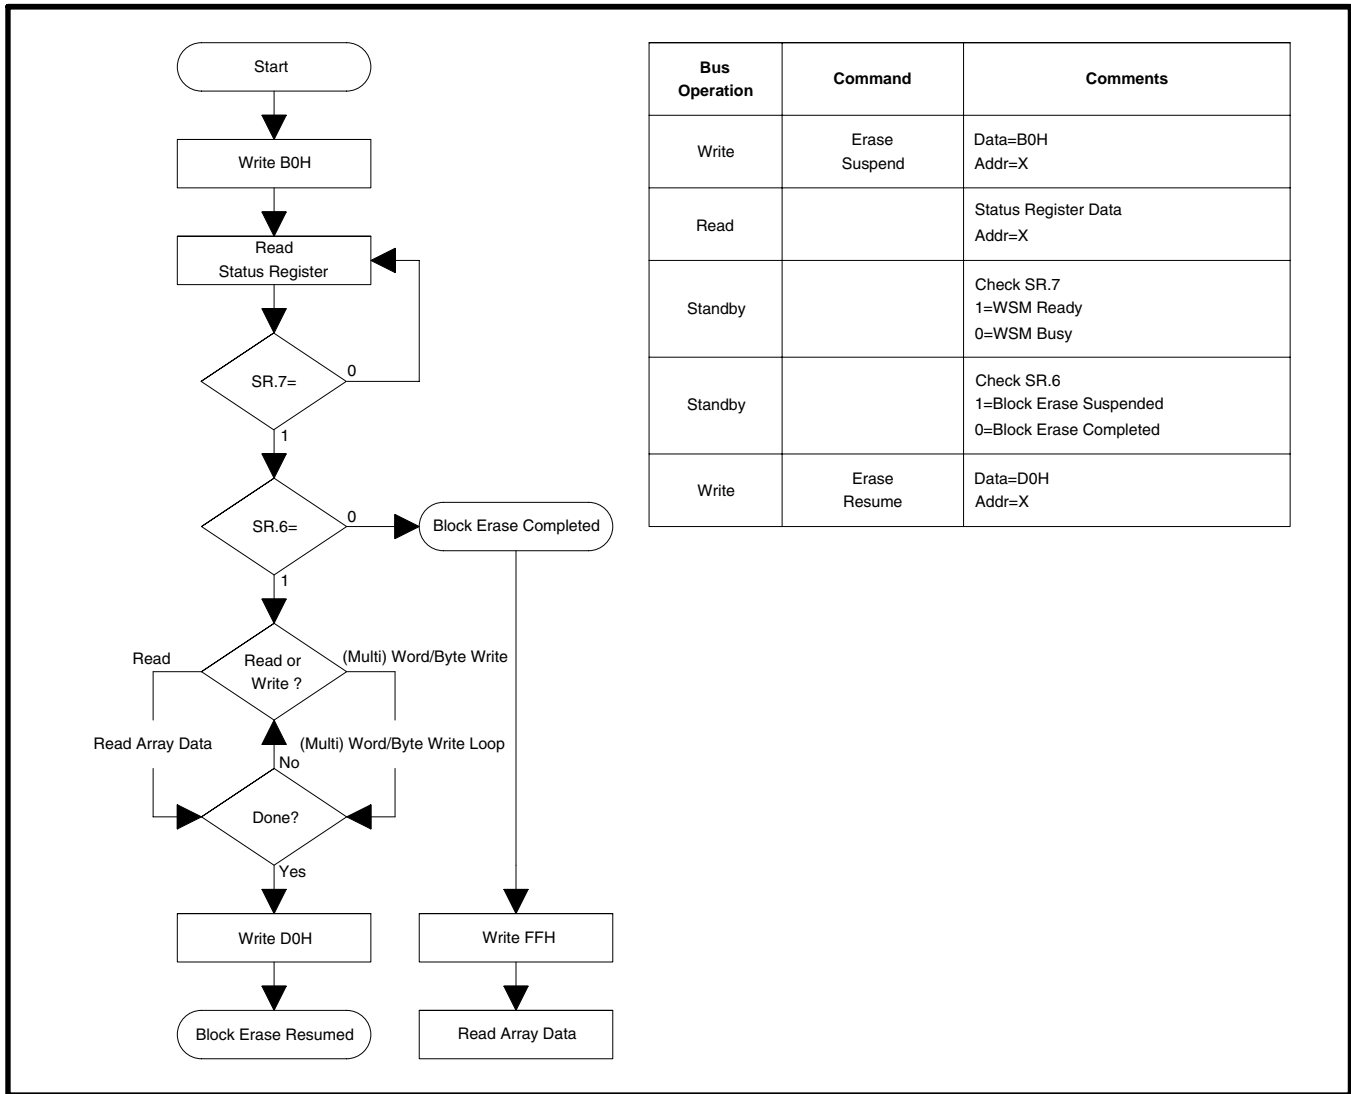 Start
Write B0H
Read
Status Register
SR.7=
0
1
SR.6=
0
Block Erase Completed
1
Read
Read or
Write ?
(Multi) Word/Byte Write
Read Array Data
(Multi) Word/Byte Write Loop
No
Done?
Yes
Write D0H
Write FFH
Block Erase Resumed
Read Array Data
Bus
Operation
Command
Comments
Write
Erase
Suspend
Data=B0H
Addr=X
Read
Status Register Data
Addr=X
Standby
Check SR.7
1=WSM Ready
0=WSM Busy
Standby
Check SR.6
1=Block Erase Suspended
0=Block Erase Completed
Write
Erase
Resume
Data=D0H
Addr=X